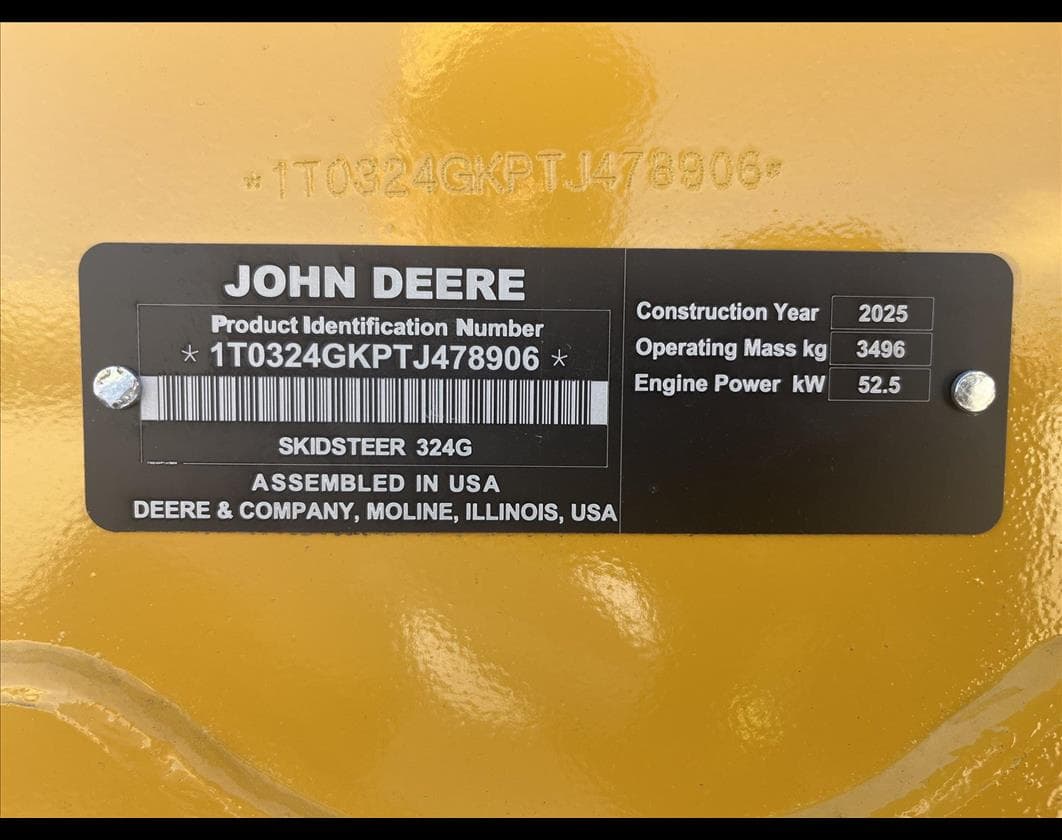 *1T0324GKPTJ478906*
JOHN DEERE
Product Identification Number
* 1T0324GKPTJ478906 *
SKIDSTEER 324G
ASSEMBLED IN USA
DEERE & COMPANY, MOLINE, ILLINOIS, USA
Construction Year 2025
Operating Mass kg 3496
Engine Power kW 52.5